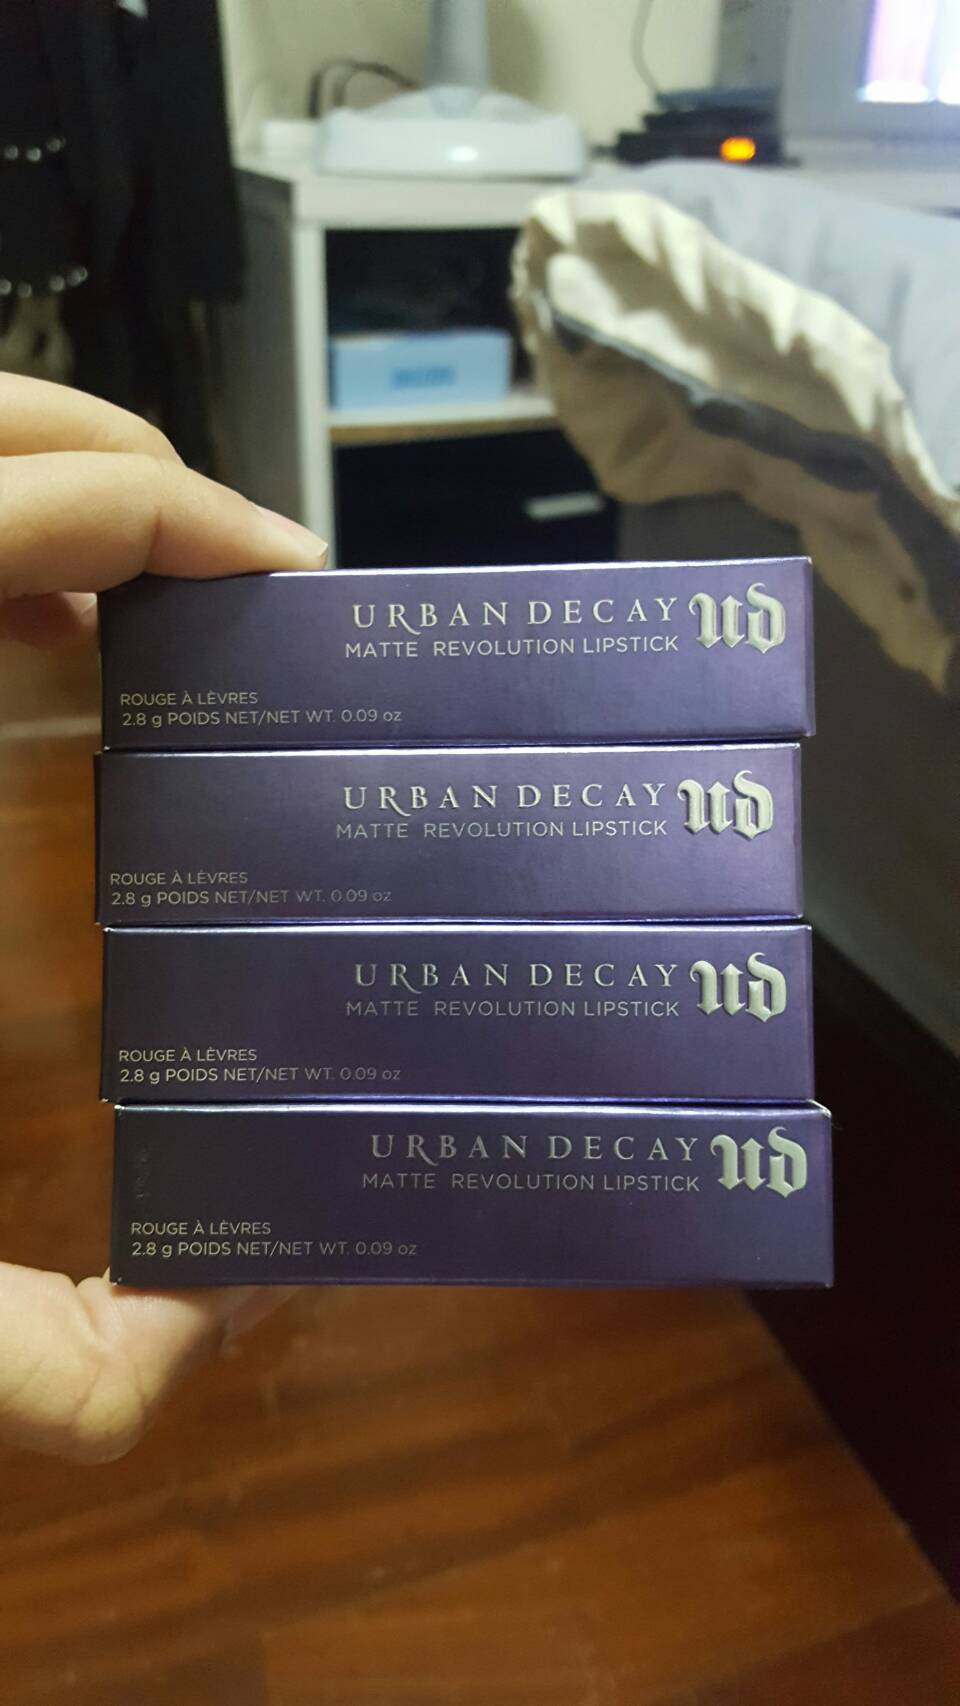 URBAN DECAY ud
MATTE REVOLUTION LIPSTICK
ROUGE À LÈVRES
2.8 g POIDS NET/NET WT. 0.09 oz
URBAN DECAY ud
MATTE REVOLUTION LIPSTICK
ROUGE À LÈVRES
2.8 g POIDS NET/NET WT. 0.09 oz
URBAN DECAY ud
MATTE REVOLUTION LIPSTICK
ROUGE À LÈVRES
2.8 g POIDS NET/NET WT. 0.09 oz
URBAN DECAY ud
MATTE REVOLUTION LIPSTICK
ROUGE À LÈVRES
2.8 g POIDS NET/NET WT. 0.09 oz